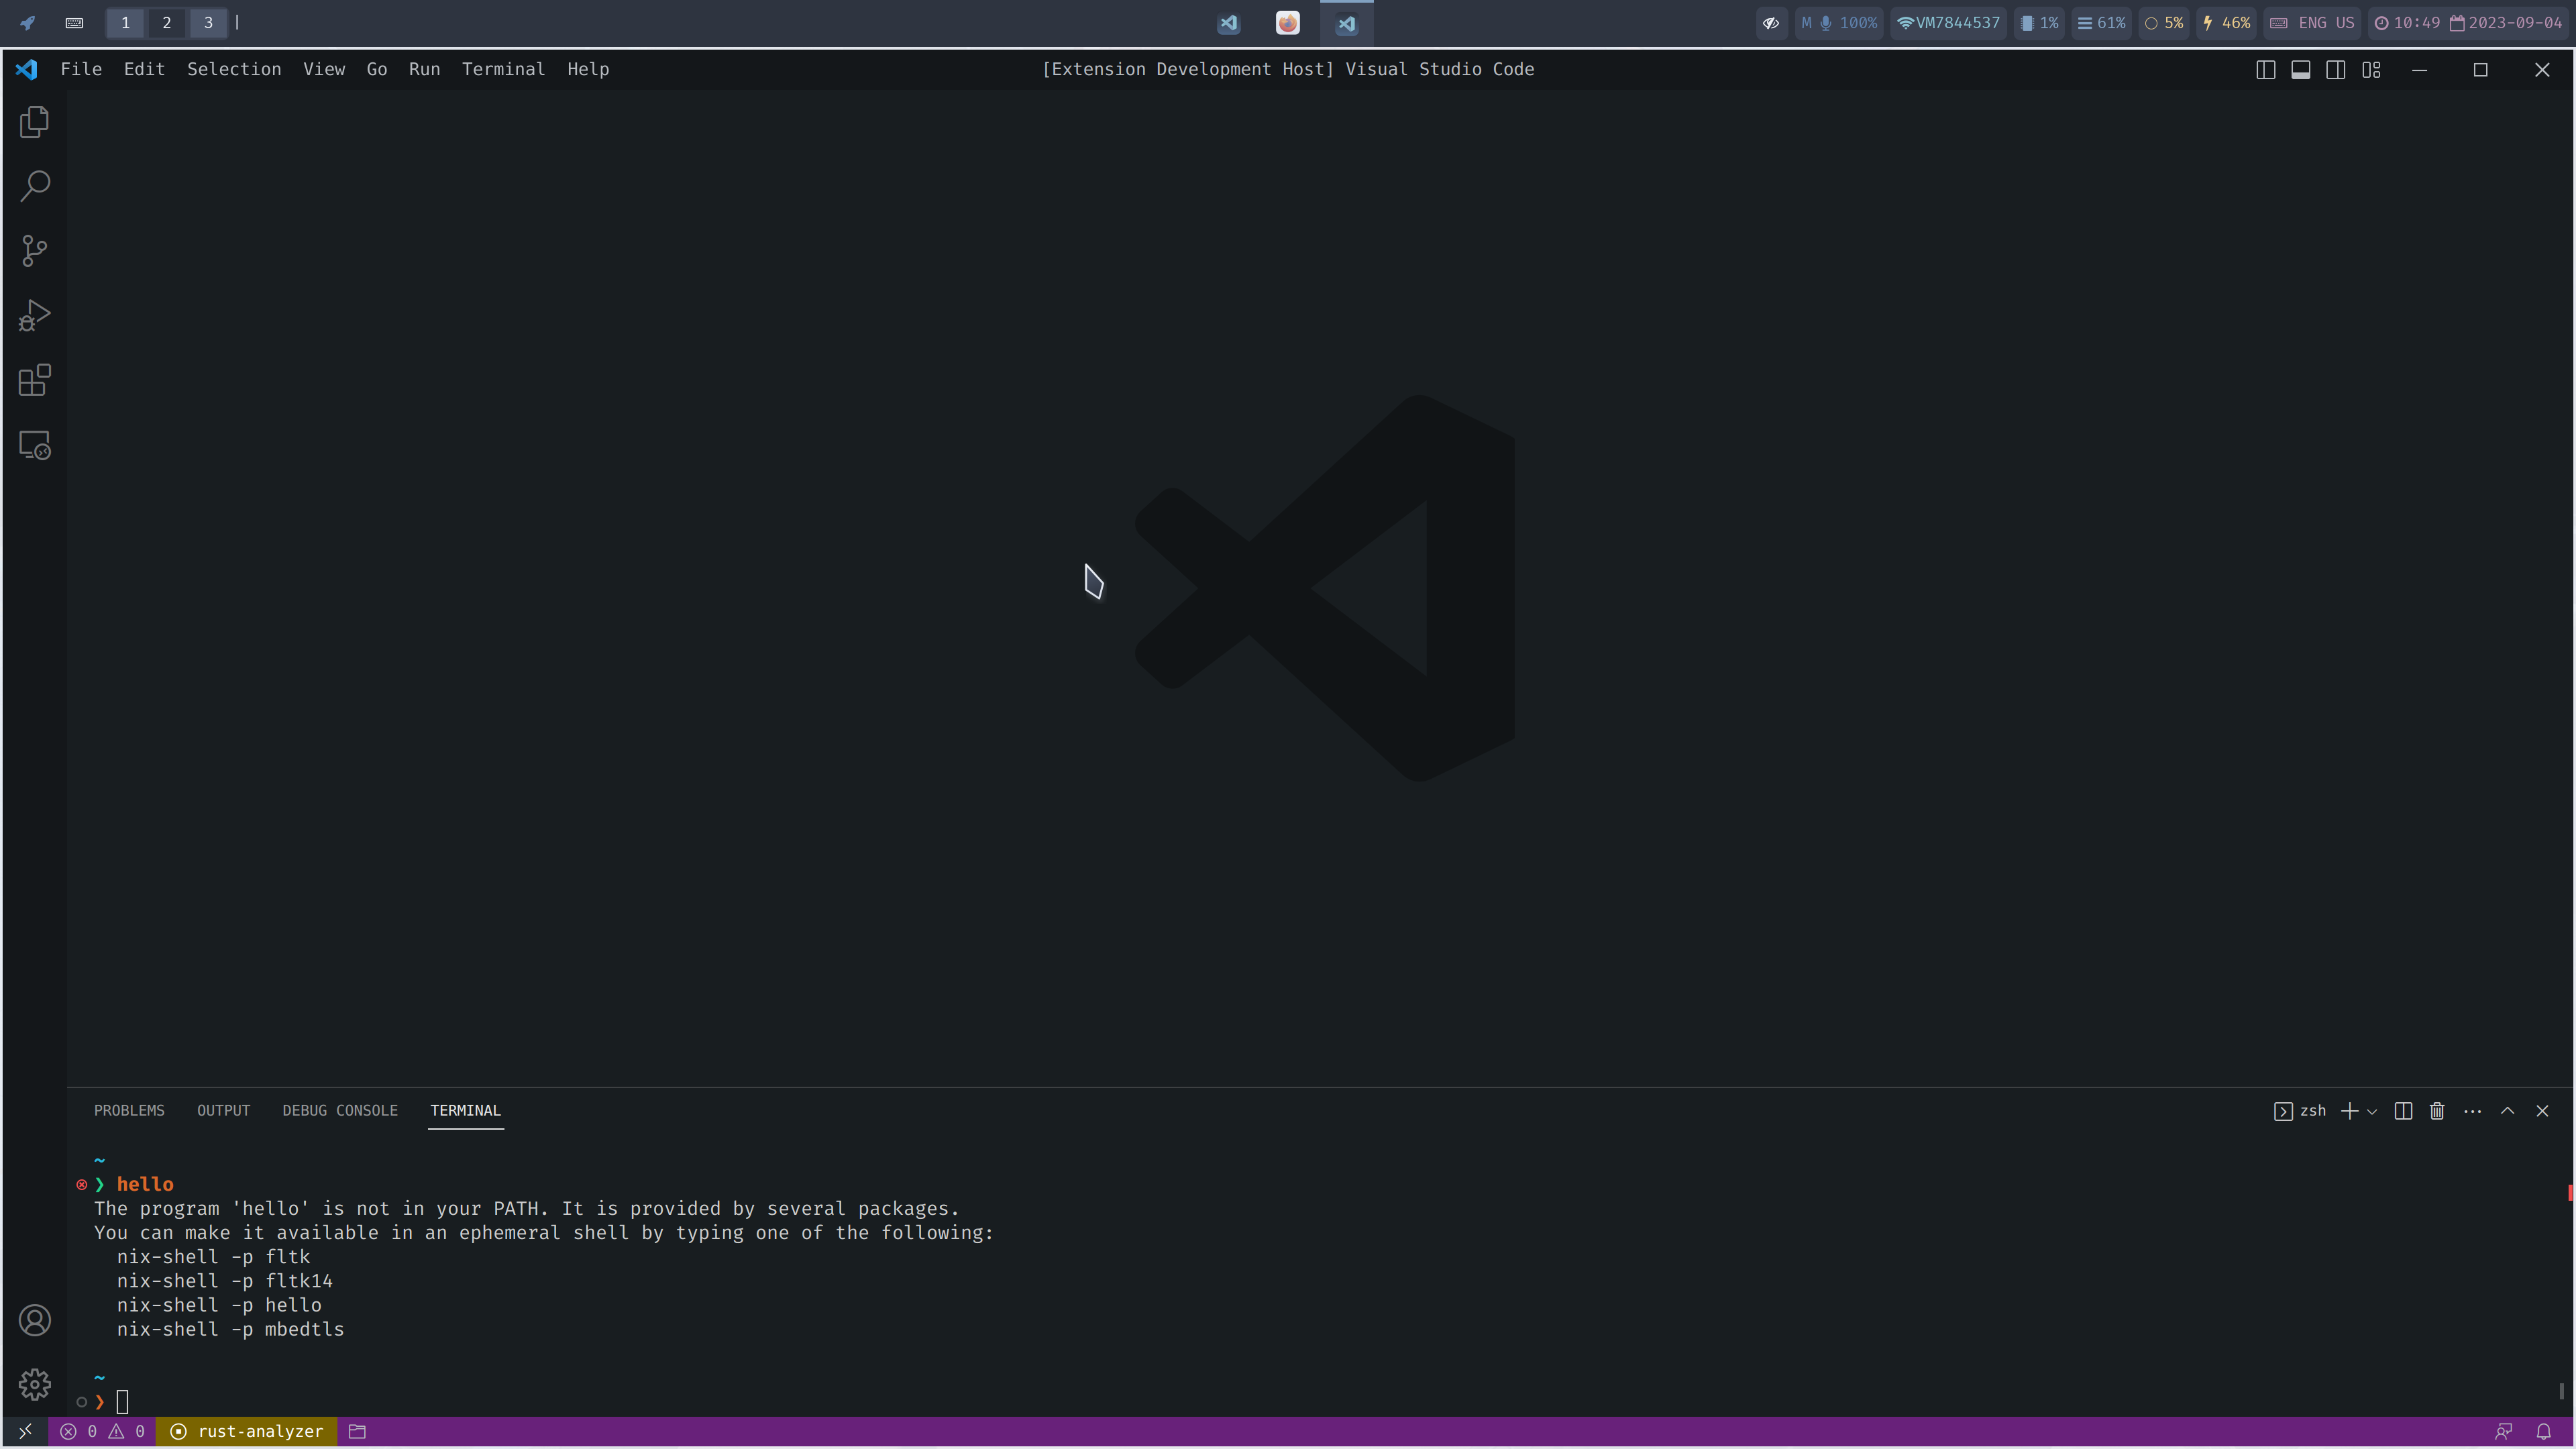 1 2 3 |
M 100% VM7844537 1% 61% 5% 46% ENG US 10:49 2023-09-04
File Edit Selection View Go Run Terminal Help
[Extension Development Host] Visual Studio Code
PROBLEMS OUTPUT DEBUG CONSOLE TERMINAL
zsh
~
❯ hello
The program 'hello' is not in your PATH. It is provided by several packages.
You can make it available in an ephemeral shell by typing one of the following:
nix-shell -p fltk
nix-shell -p fltk14
nix-shell -p hello
nix-shell -p mbedtls
~
❯
0 0 rust-analyzer